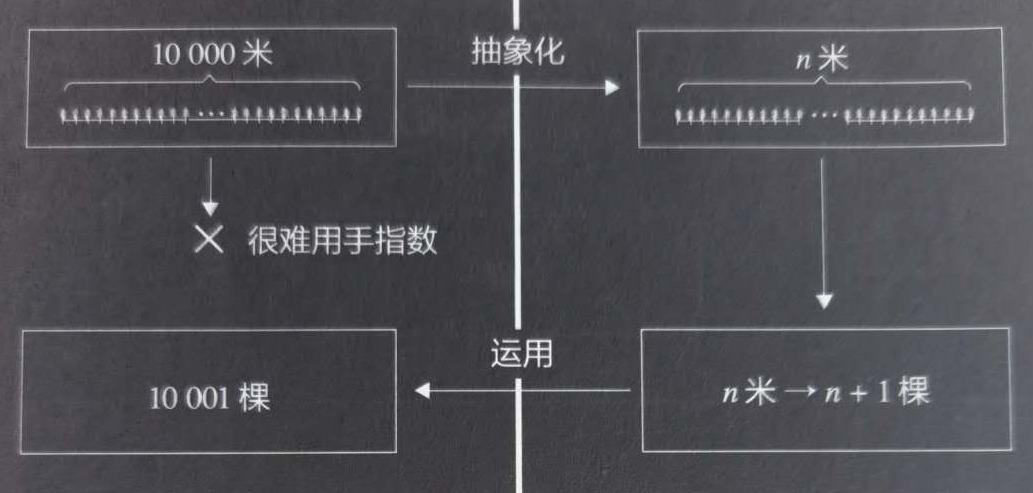 10 000 米
抽象化
n 米
× 很难用手指数
运用
10 001 棵
n 米 → n + 1 棵